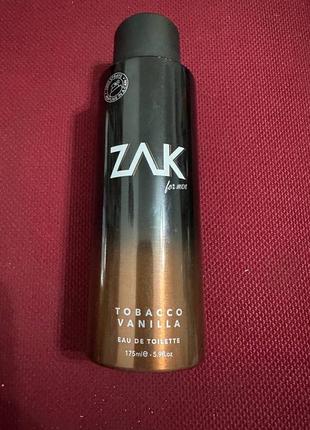 ZAK
for men
TOBACCO
VANILLA
EAU DE TOILETTE
175ml℮ - 5.9fl.oz